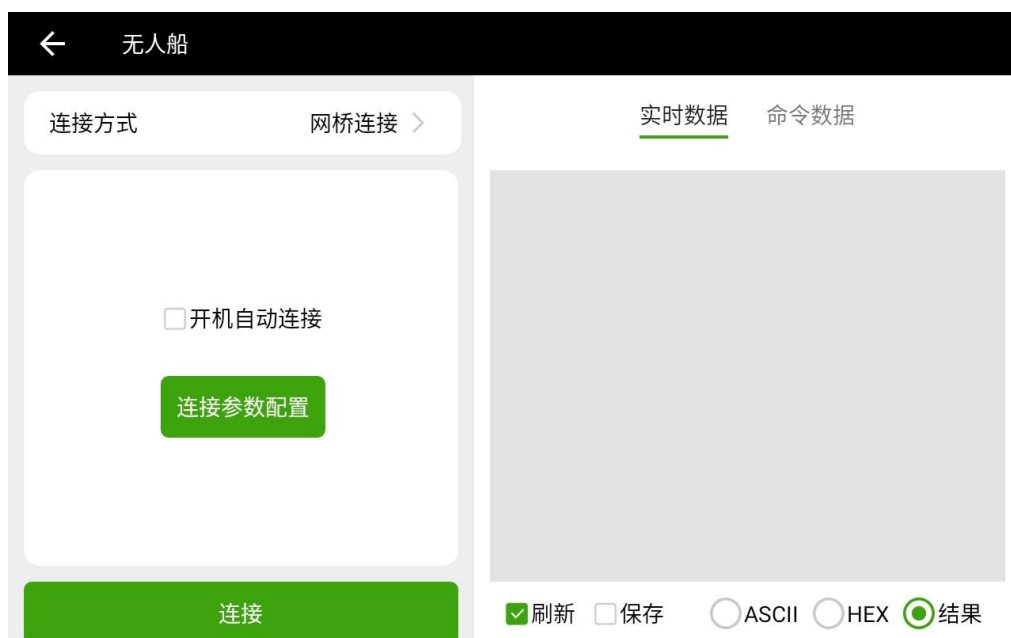 无人船
连接方式 网桥连接
开机自动连接
连接参数配置
连接
实时数据 命令数据
刷新 保存 ASCII HEX 结果